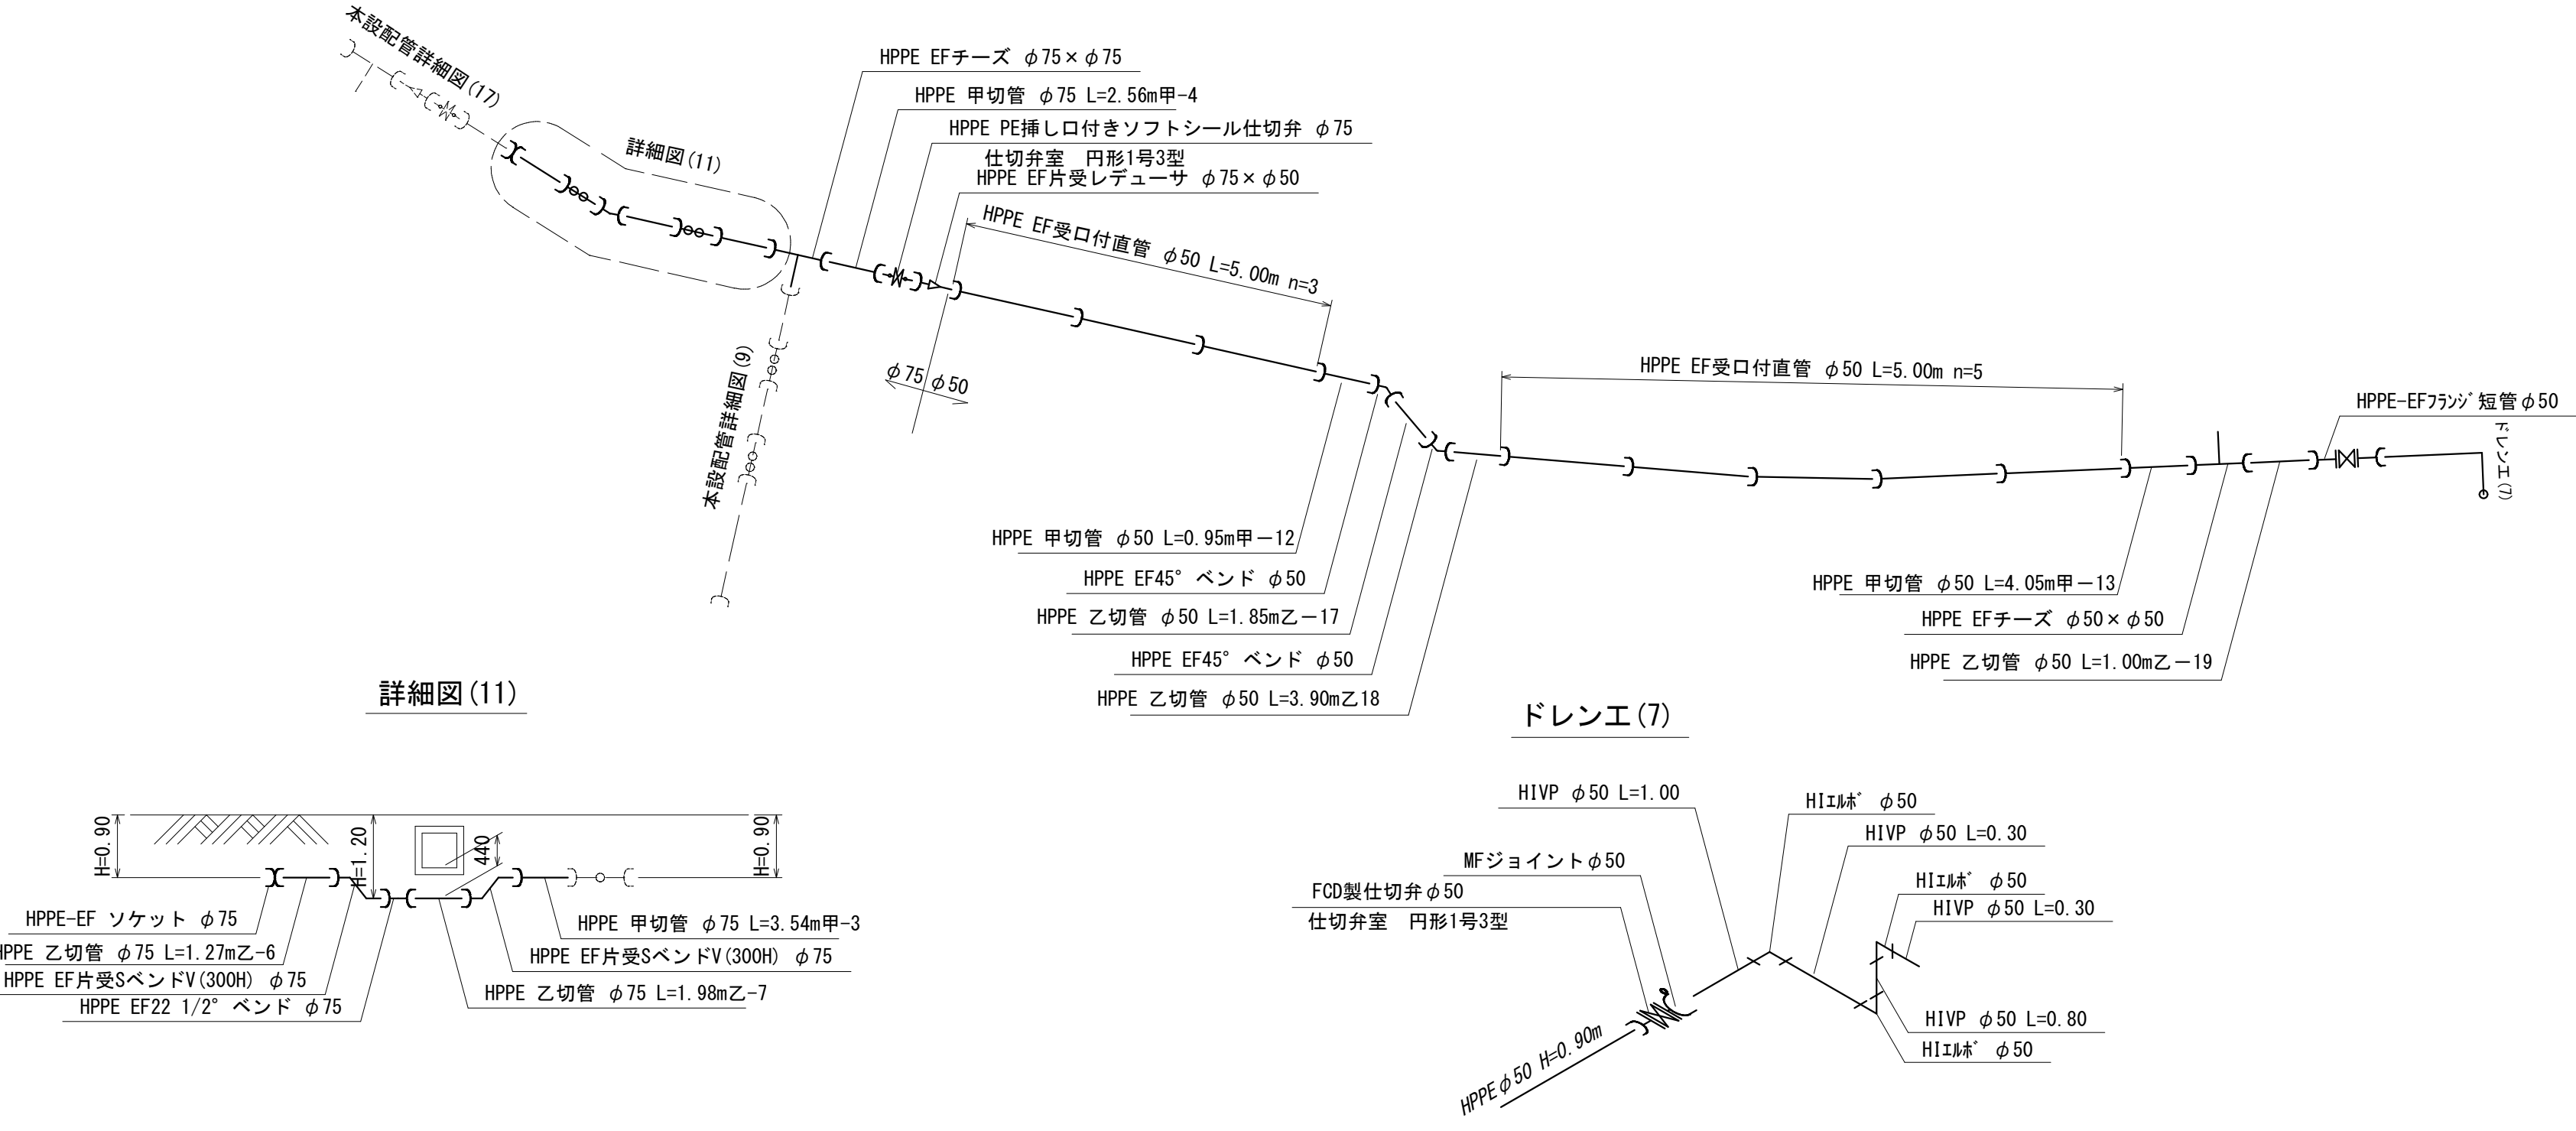 本設配管詳細図(17)
詳細図(11)
HPPE EFチーズ φ75×φ75
HPPE 甲切管 φ75 L=2.56m甲-4
HPPE PE挿し口付きソフトシール仕切弁 φ75
仕切弁室 円形1号3型
HPPE EF片受レデューサ φ75×φ50
HPPE EF受口付直管 φ50 L=5.00m n=3
φ75 φ50
本設配管詳細図(9)
HPPE EF受口付直管 φ50 L=5.00m n=5
HPPE-EFﾌﾗﾝｼﾞ短管φ50
ドレン工(7)
HPPE 甲切管 φ50 L=0.95m甲－12
HPPE EF45°ベンド φ50
HPPE 乙切管 φ50 L=1.85m乙－17
HPPE EF45°ベンド φ50
HPPE 乙切管 φ50 L=3.90m乙18
HPPE 甲切管 φ50 L=4.05m甲－13
HPPE EFチーズ φ50×φ50
HPPE 乙切管 φ50 L=1.00m乙－19
詳細図(11)
H=0.90
H=1.20
440
H=0.90
HPPE-EF ソケット φ75
HPPE 乙切管 φ75 L=1.27m乙-6
HPPE EF片受SベンドV(300H) φ75
HPPE EF22 1/2°ベンド φ75
HPPE 甲切管 φ75 L=3.54m甲-3
HPPE EF片受SベンドV(300H) φ75
HPPE 乙切管 φ75 L=1.98m乙-7
ドレン工(7)
HIVP φ50 L=1.00
HIｴﾙﾎﾞ φ50
HIVP φ50 L=0.30
MFジョイントφ50
FCD製仕切弁φ50
仕切弁室 円形1号3型
HIｴﾙﾎﾞ φ50
HIVP φ50 L=0.30
HIVP φ50 L=0.80
HIｴﾙﾎﾞ φ50
HPPEφ50 H=0.90m